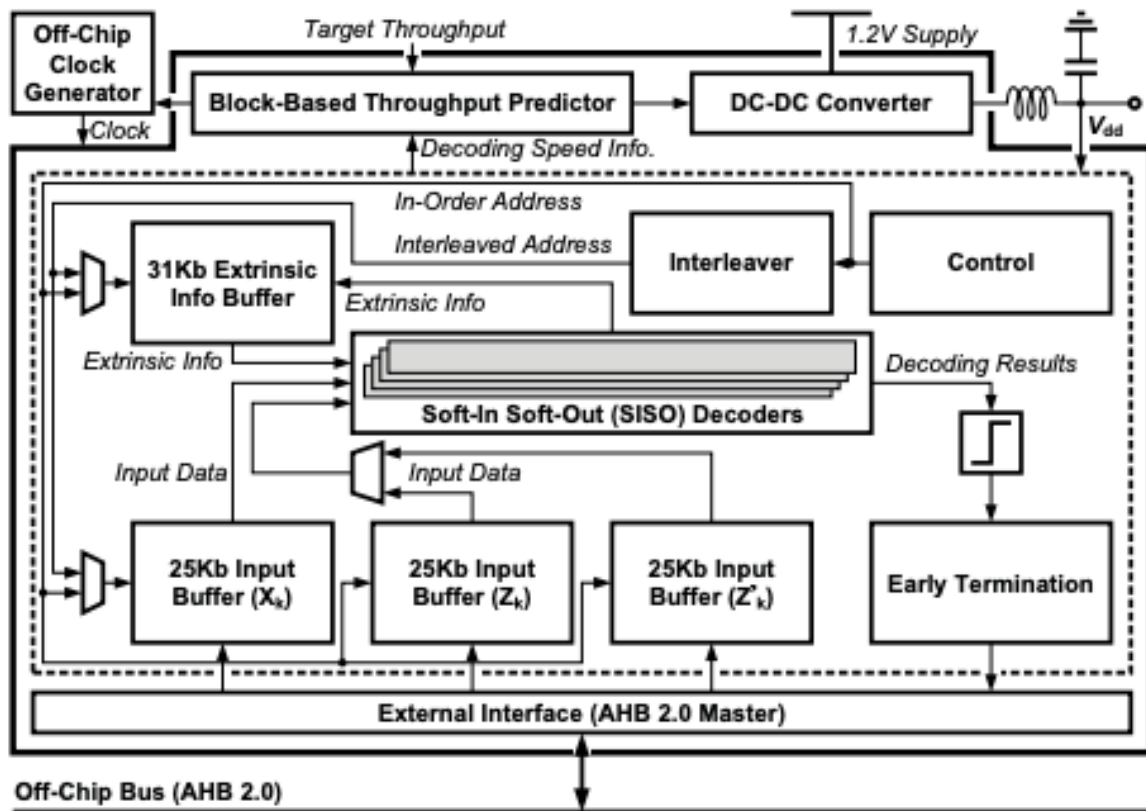 Off-Chip
Clock
Generator
Target Throughput
1.2V Supply
Block-Based Throughput Predictor
DC-DC Converter
Clock
Decoding Speed Info.
Vdd
In-Order Address
Interleaved Address
31Kb Extrinsic
Info Buffer
Interleaver
Control
Extrinsic Info
Extrinsic Info
Decoding Results
Soft-In Soft-Out (SISO) Decoders
Input Data
Input Data
25Kb Input
Buffer (Xk)
25Kb Input
Buffer (Zk)
25Kb Input
Buffer (Z'k)
Early Termination
External Interface (AHB 2.0 Master)
Off-Chip Bus (AHB 2.0)